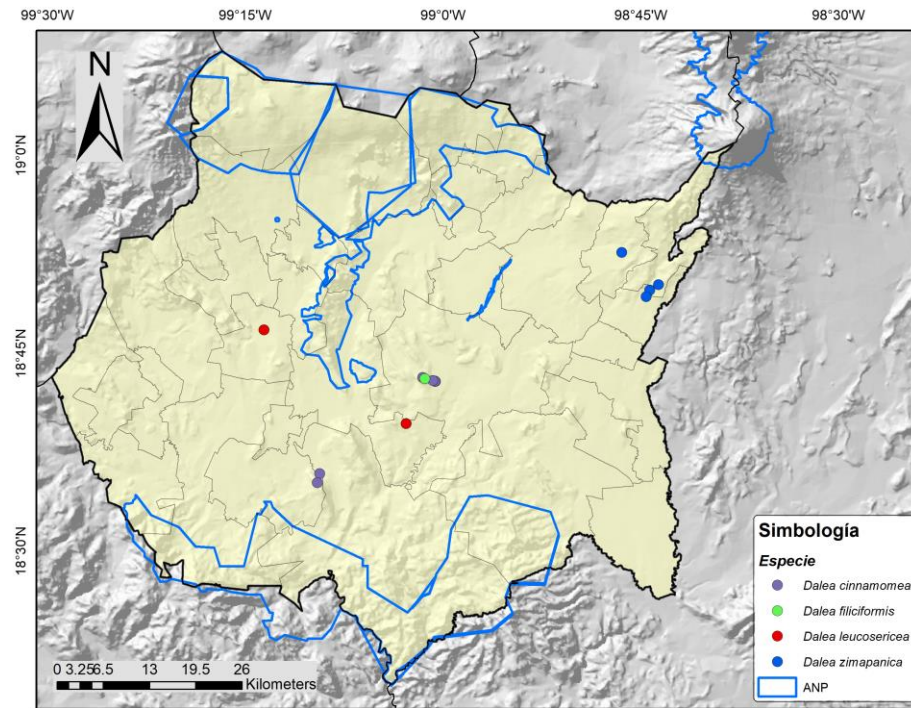 99°30'W 99°15'W 99°0'W 98°45'W 98°30'W
N
19°0'N
18°45'N
18°30'N
0 3.25 6.5 13 19.5 26
Kilometers
Simbología
Especie
Dalea cinnamomea
Dalea filiciformis
Dalea leucosericea
Dalea zimapanica
ANP